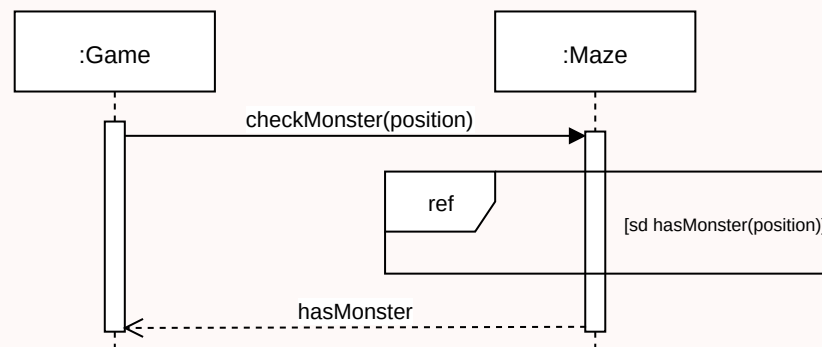 :Game
:Maze
checkMonster(position)
ref
[sd hasMonster(position)]
hasMonster